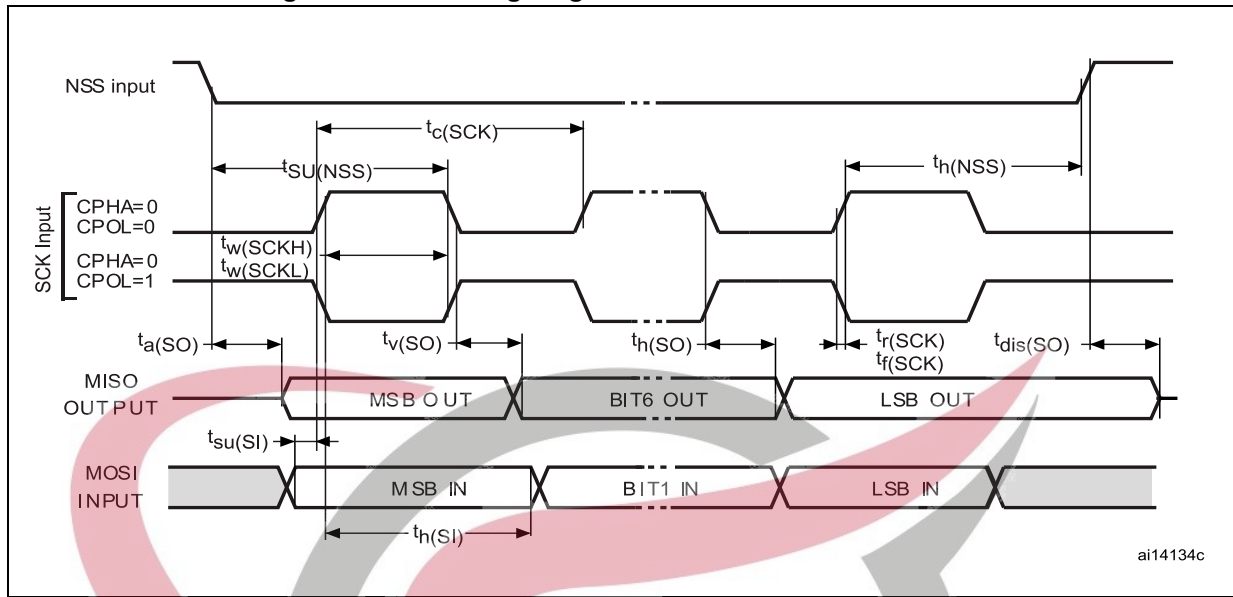 NSS input
tc(SCK)
tSU(NSS)
th(NSS)
SCK Input
CPHA=0
CPOL=0
tw(SCKH)
CPHA=0
tw(SCKL)
CPOL=1
ta(SO)
tv(SO)
th(SO)
tr(SCK)
tf(SCK)
tdis(SO)
MISO
OUTPUT
MSB OUT
BIT6 OUT
LSB OUT
tsu(SI)
MOSI
INPUT
MSB IN
BIT1 IN
LSB IN
th(SI)
ai14134c